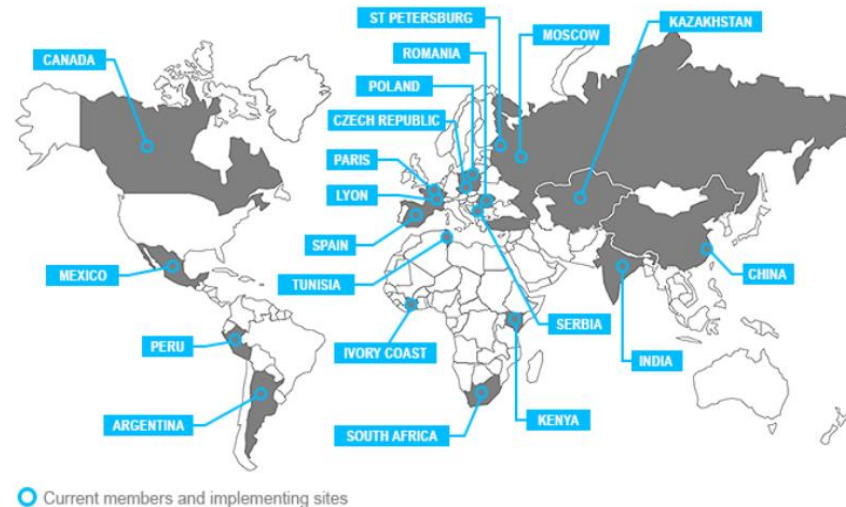 ST PETERSBURG
KAZAKHSTAN
MOSCOW
ROMANIA
CANADA
POLAND
CZECH REPUBLIC
PARIS
LYON
SPAIN
MEXICO
CHINA
TUNISIA
SERBIA
PERU
IVORY COAST
INDIA
KENYA
ARGENTINA
SOUTH AFRICA
Current members and implementing sites